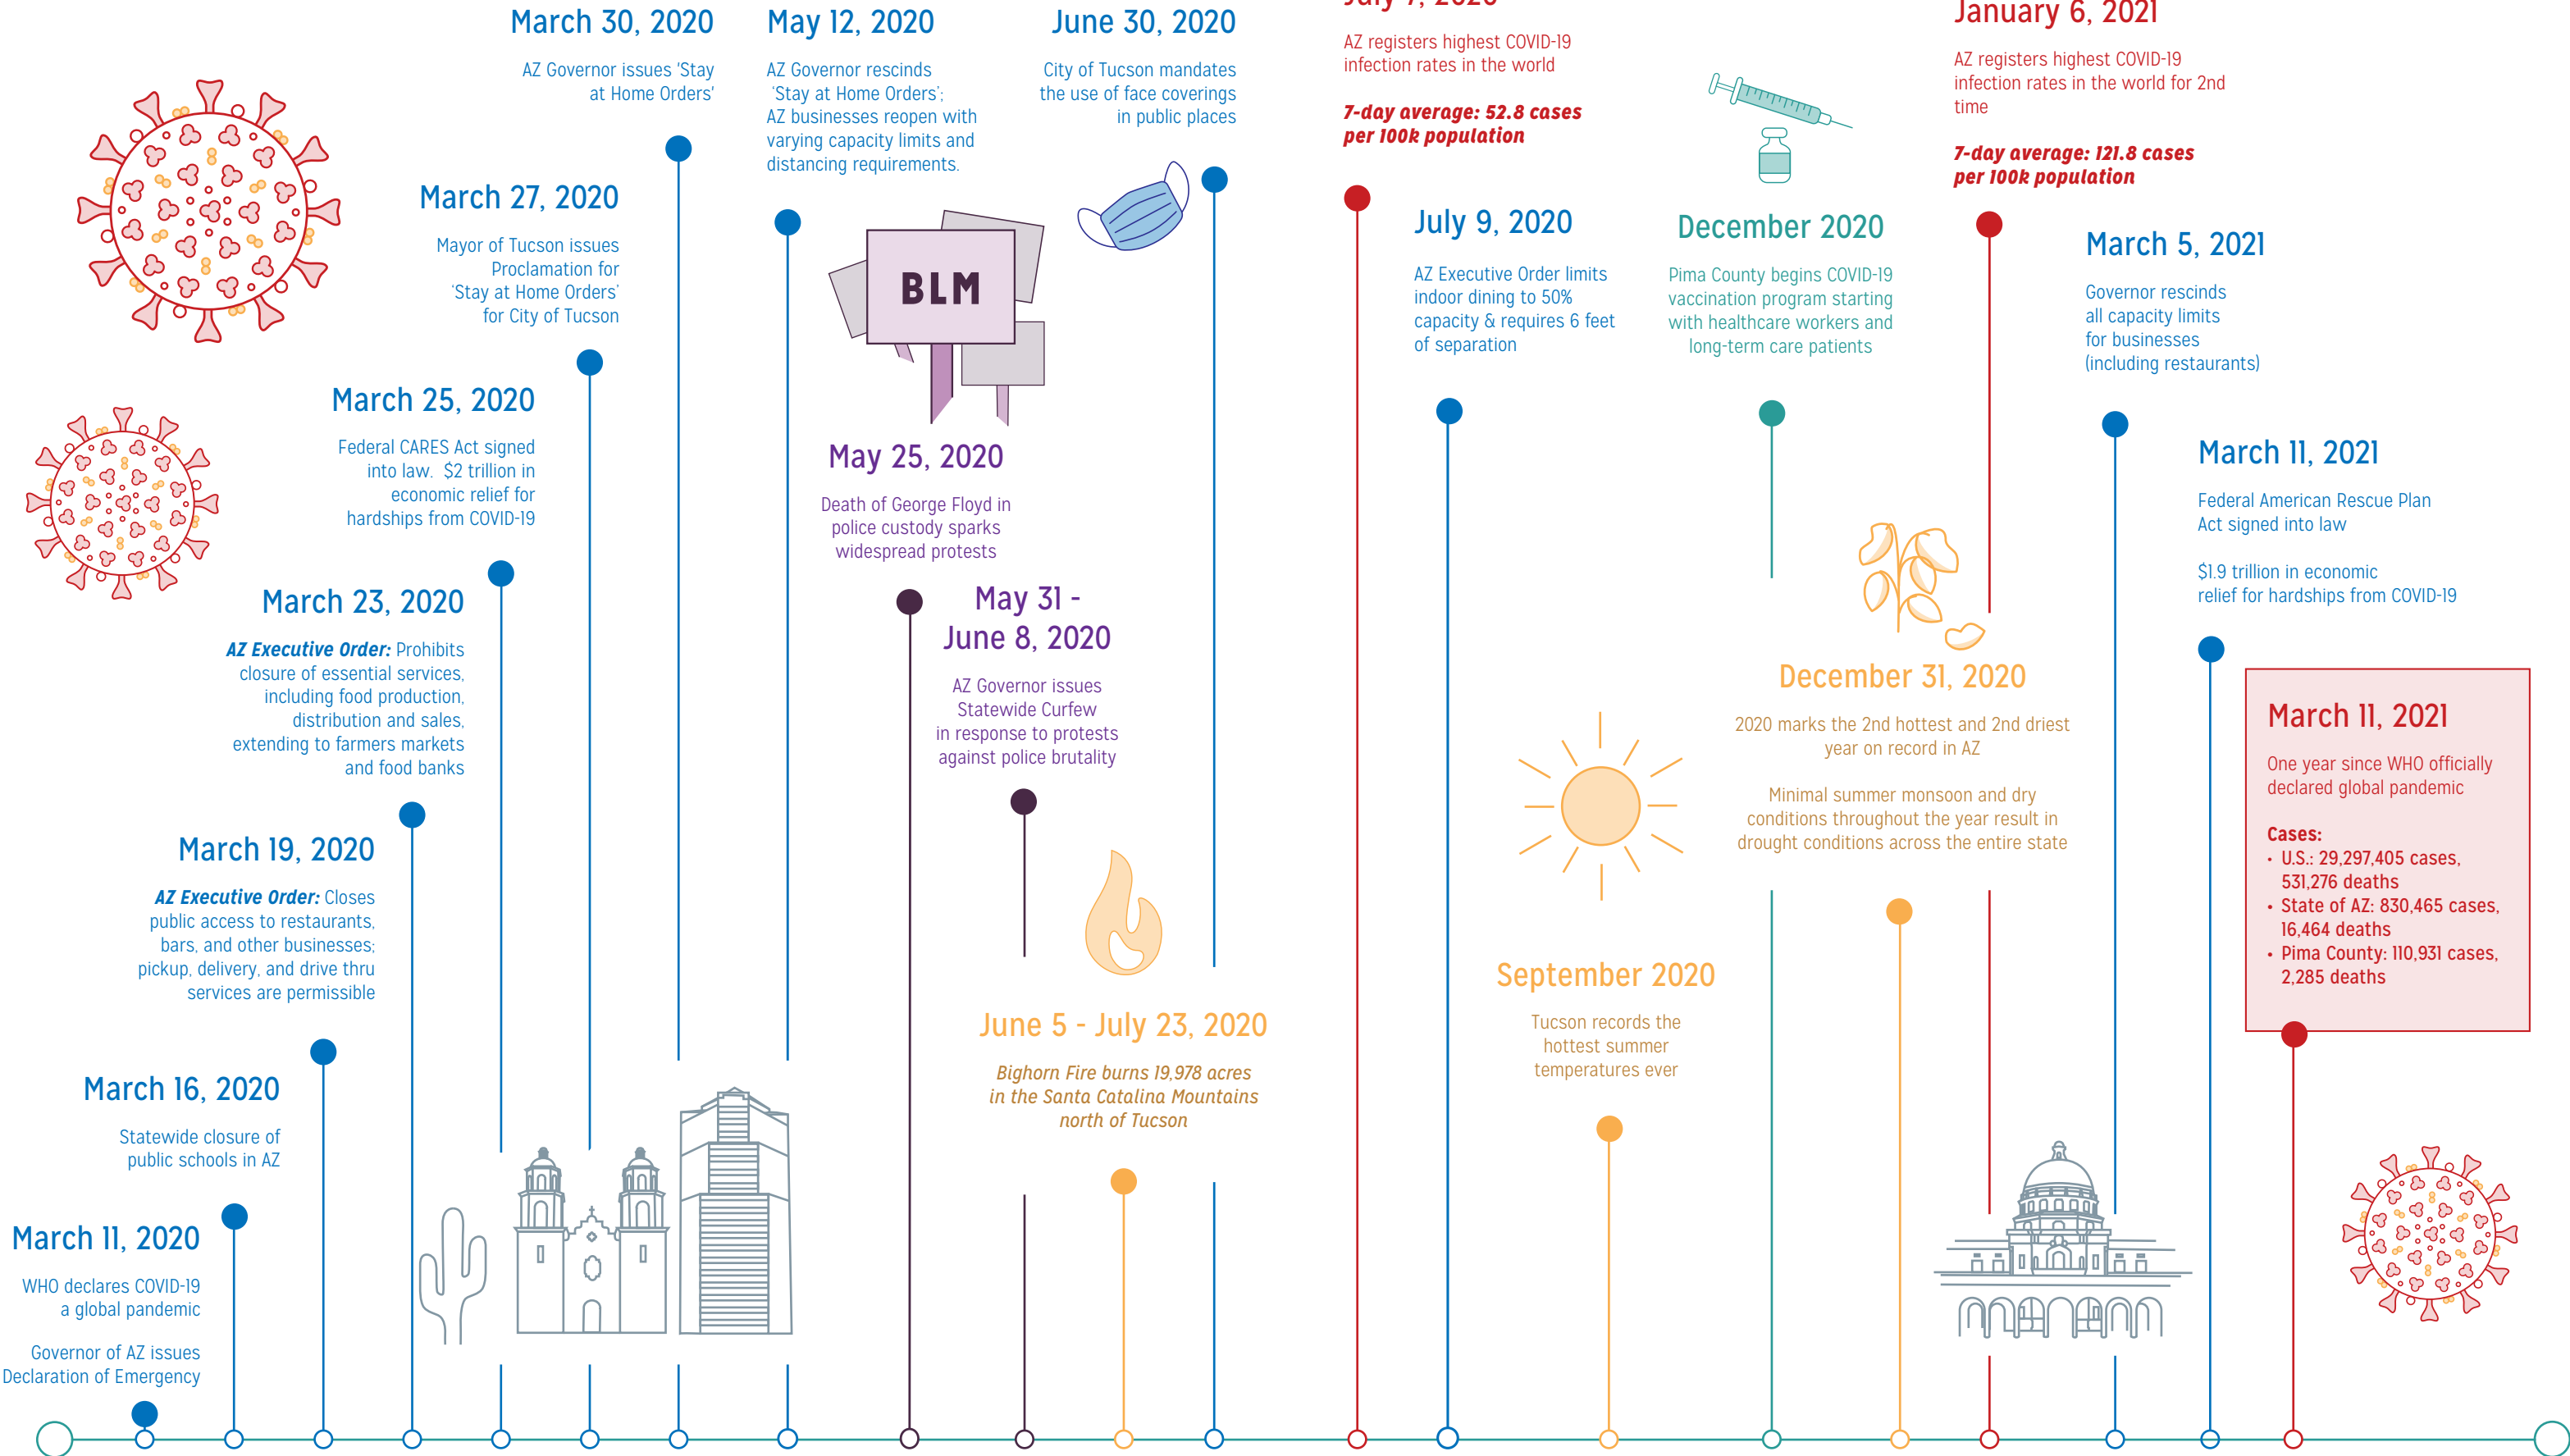 March 11, 2020
WHO declares COVID-19
a global pandemic
Governor of AZ issues
Declaration of Emergency
March 16, 2020
Statewide closure of
public schools in AZ
March 19, 2020
AZ Executive Order: Closes
public access to restaurants,
bars, and other businesses;
pickup, delivery, and drive thru
services are permissible
March 23, 2020
AZ Executive Order: Prohibits
closure of essential services,
including food production,
distribution and sales,
extending to farmers markets
and food banks
March 25, 2020
Federal CARES Act signed
into law.  $2 trillion in
economic relief for
hardships from COVID-19
March 27, 2020
Mayor of Tucson issues
Proclamation for
‘Stay at Home Orders’
for City of Tucson
March 30, 2020
AZ Governor issues 'Stay
at Home Orders'
May 12, 2020
AZ Governor rescinds
‘Stay at Home Orders’;
AZ businesses reopen with
varying capacity limits and
distancing requirements.
BLM
May 25, 2020
Death of George Floyd in
police custody sparks
widespread protests
May 31 -
June 8, 2020
AZ Governor issues
Statewide Curfew
in response to protests
against police brutality
June 5 - July 23, 2020
Bighorn Fire burns 19,978 acres
in the Santa Catalina Mountains
north of Tucson
June 30, 2020
City of Tucson mandates
the use of face coverings
in public places
July 7, 2020
AZ registers highest COVID-19
infection rates in the world
7-day average: 52.8 cases
per 100k population
July 9, 2020
AZ Executive Order limits
indoor dining to 50%
capacity & requires 6 feet
of separation
September 2020
Tucson records the
hottest summer
temperatures ever
December 2020
Pima County begins COVID-19
vaccination program starting
with healthcare workers and
long-term care patients
December 31, 2020
2020 marks the 2nd hottest and 2nd driest
year on record in AZ
Minimal summer monsoon and dry
conditions throughout the year result in
drought conditions across the entire state
January 6, 2021
AZ registers highest COVID-19
infection rates in the world for 2nd
time
7-day average: 121.8 cases
per 100k population
March 5, 2021
Governor rescinds
all capacity limits
for businesses
(including restaurants)
March 11, 2021
Federal American Rescue Plan
Act signed into law
$1.9 trillion in economic
relief for hardships from COVID-19
March 11, 2021
One year since WHO officially
declared global pandemic
Cases:
• U.S.: 29,297,405 cases,
531,276 deaths
• State of AZ: 830,465 cases,
16,464 deaths
• Pima County: 110,931 cases,
2,285 deaths